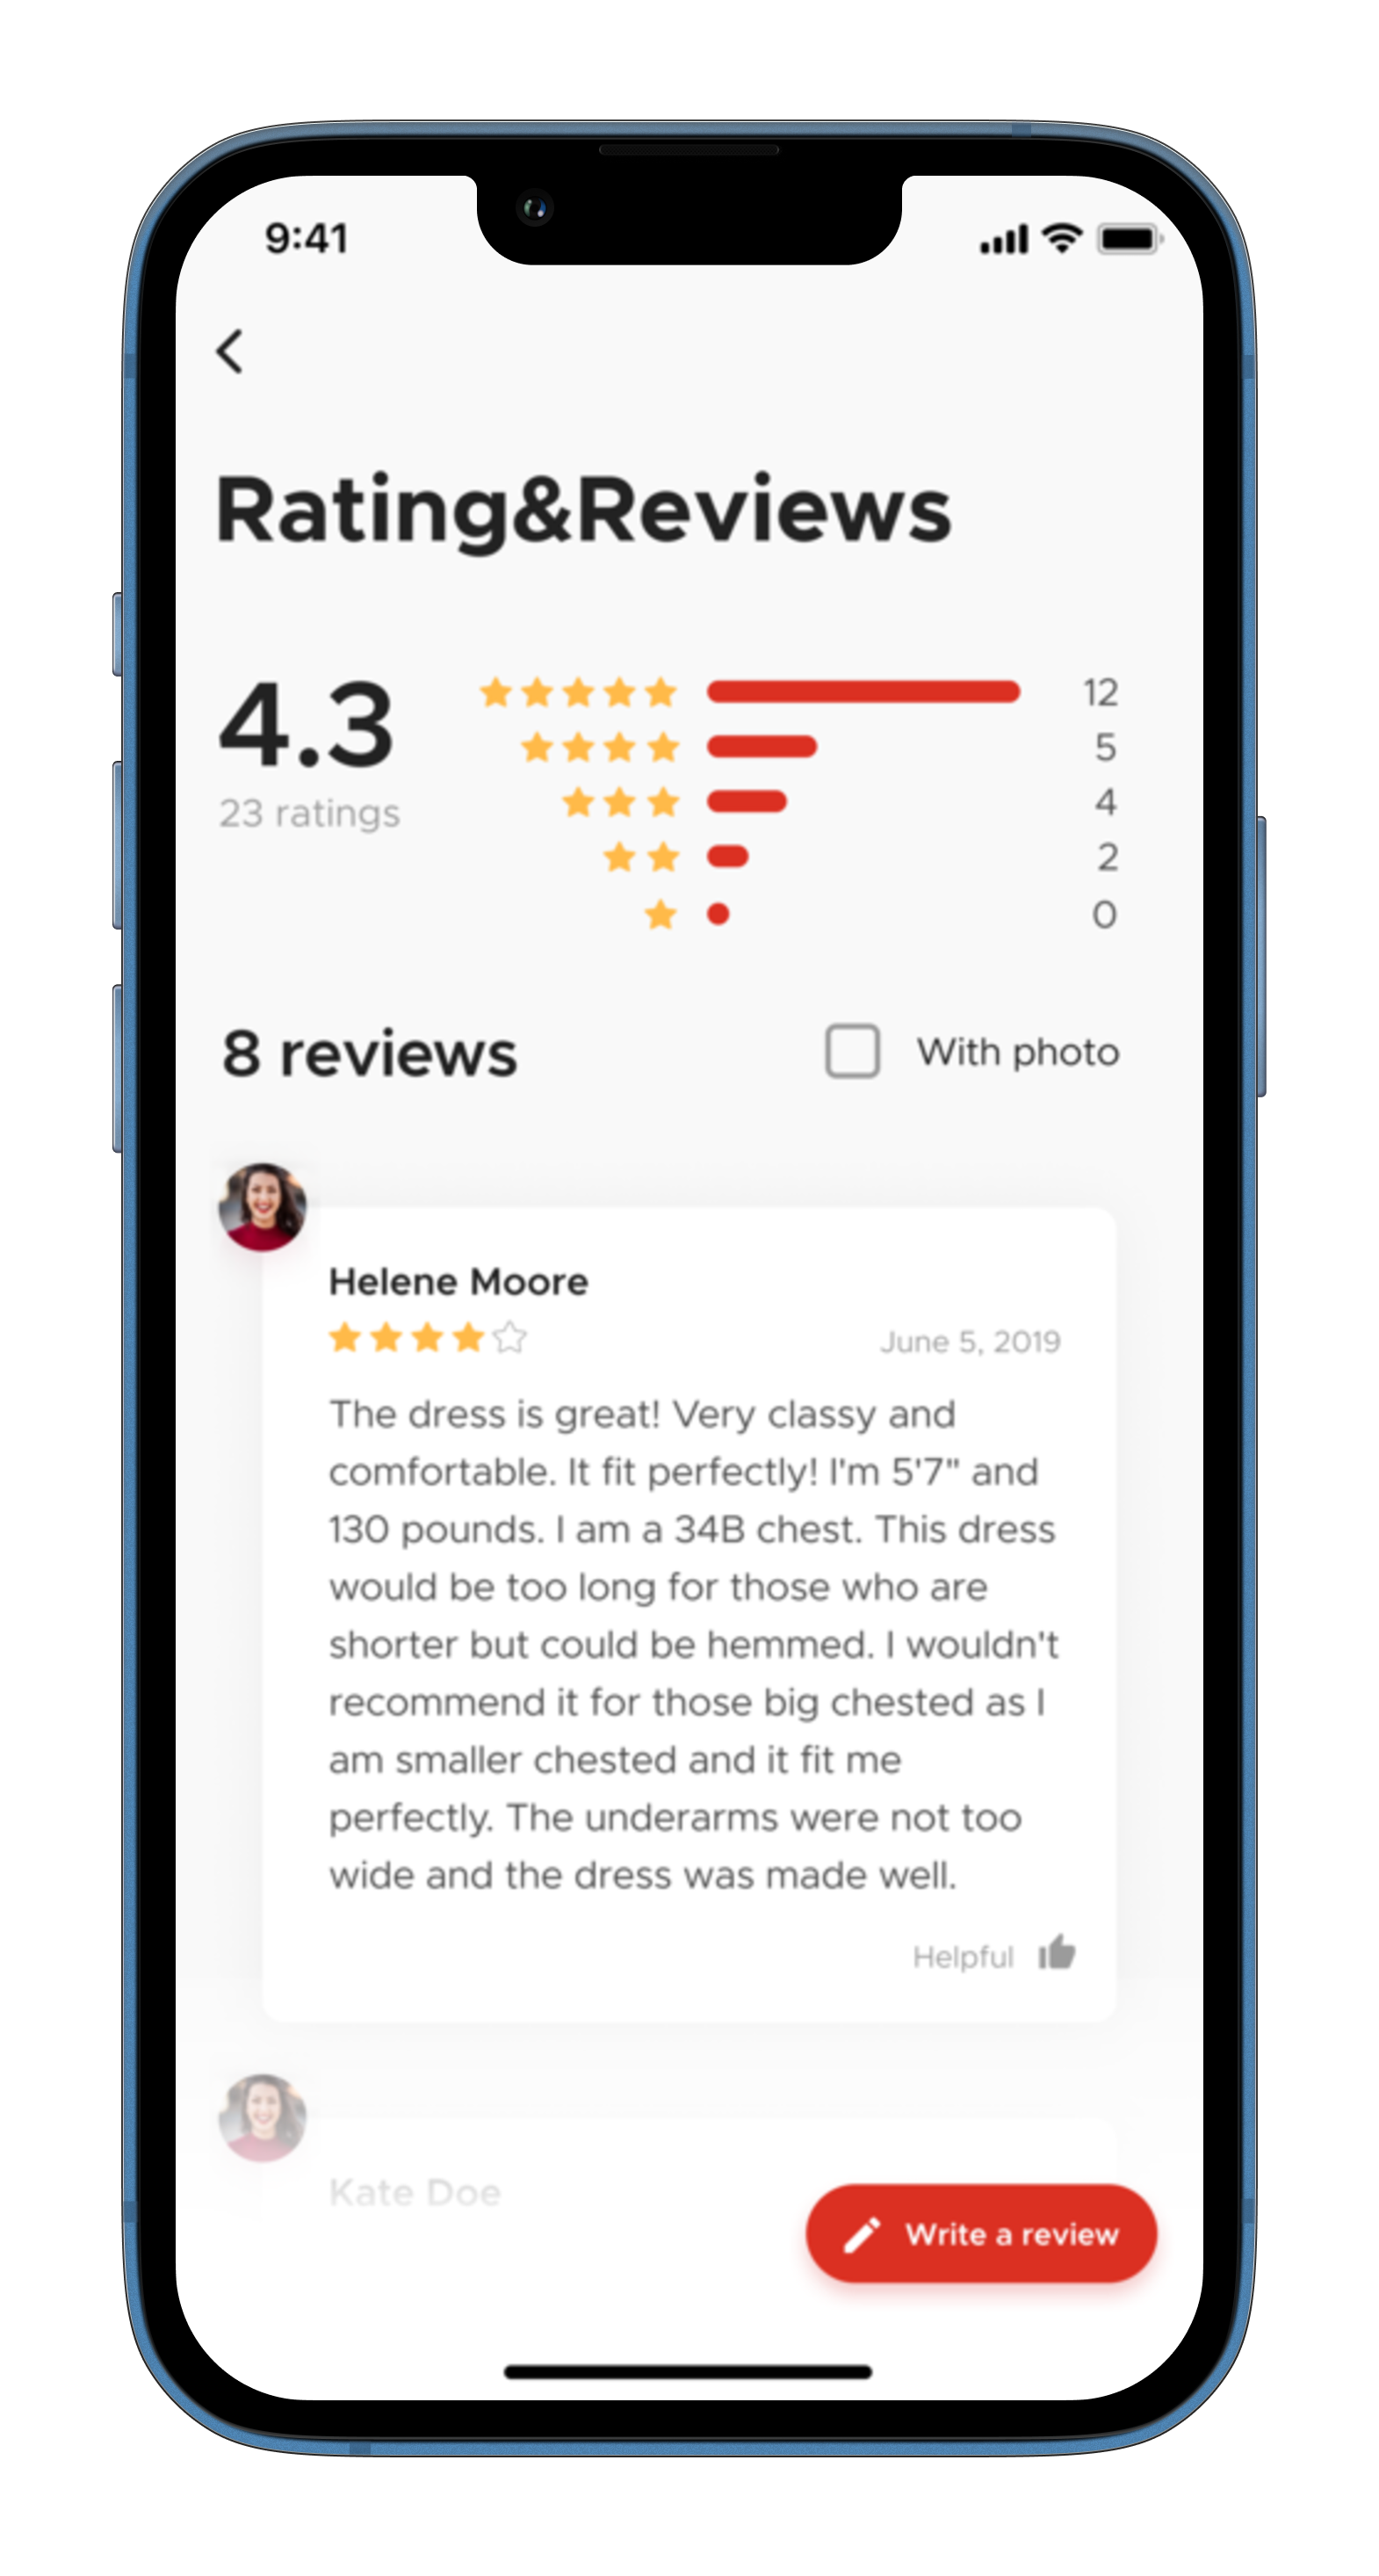 9:41
Rating&Reviews
4.3
23 ratings
12
5
4
2
0
8 reviews
With photo
Helene Moore
June 5, 2019
The dress is great! Very classy and
comfortable. It fit perfectly! I'm 5'7" and
130 pounds. I am a 34B chest. This dress
would be too long for those who are
shorter but could be hemmed. I wouldn't
recommend it for those big chested as I
am smaller chested and it fit me
perfectly. The underarms were not too
wide and the dress was made well.
Helpful
Kate Doe
Write a review